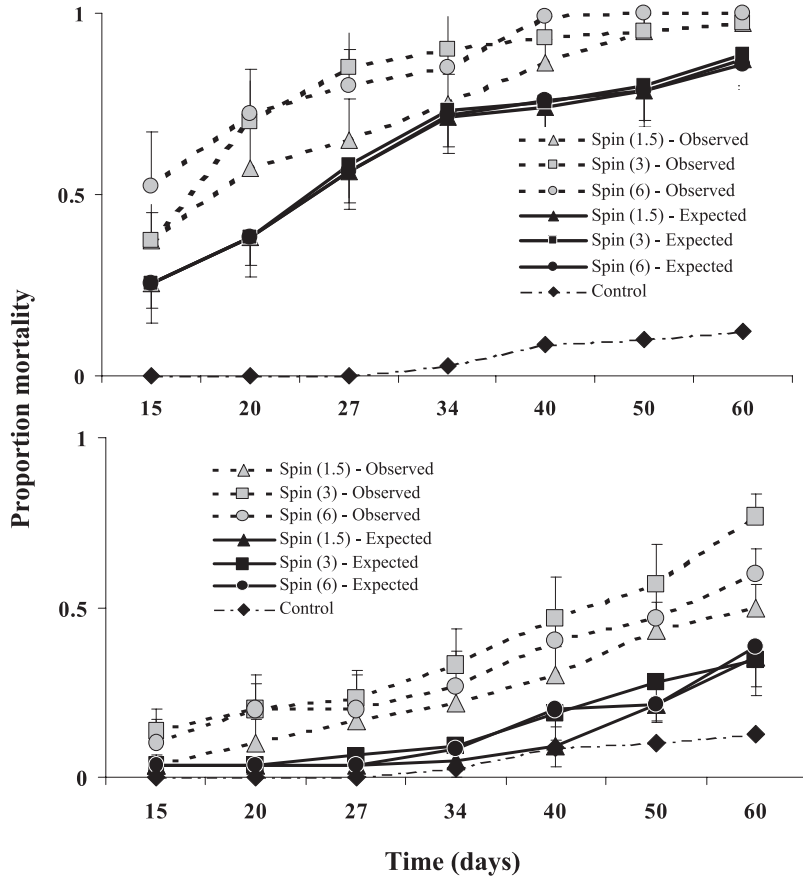 1
Spin (1.5) - Observed
Spin (3) - Observed
Spin (6) - Observed
Spin (1.5) - Expected
Spin (3) - Expected
Spin (6) - Expected
Control
0.5
0
15 20 27 34 40 50 60
Proportion mortality
1
Spin (1.5) - Observed
Spin (3) - Observed
Spin (6) - Observed
Spin (1.5) - Expected
Spin (3) - Expected
Spin (6) - Expected
Control
0.5
0
15 20 27 34 40 50 60
Time (days)